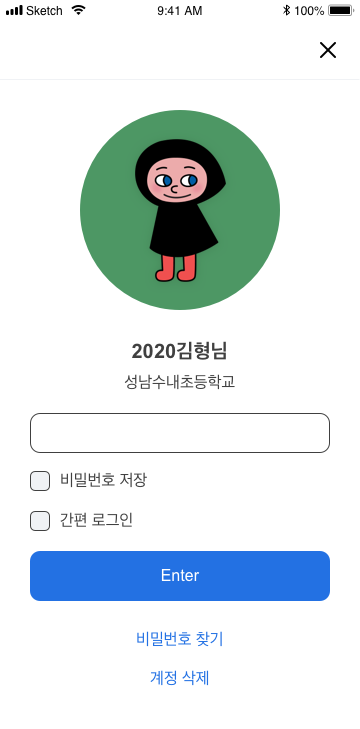 Sketch 9:41 AM 100%
2020김형님
성남수내초등학교
비밀번호 저장
간편 로그인
Enter
비밀번호 찾기
계정 삭제